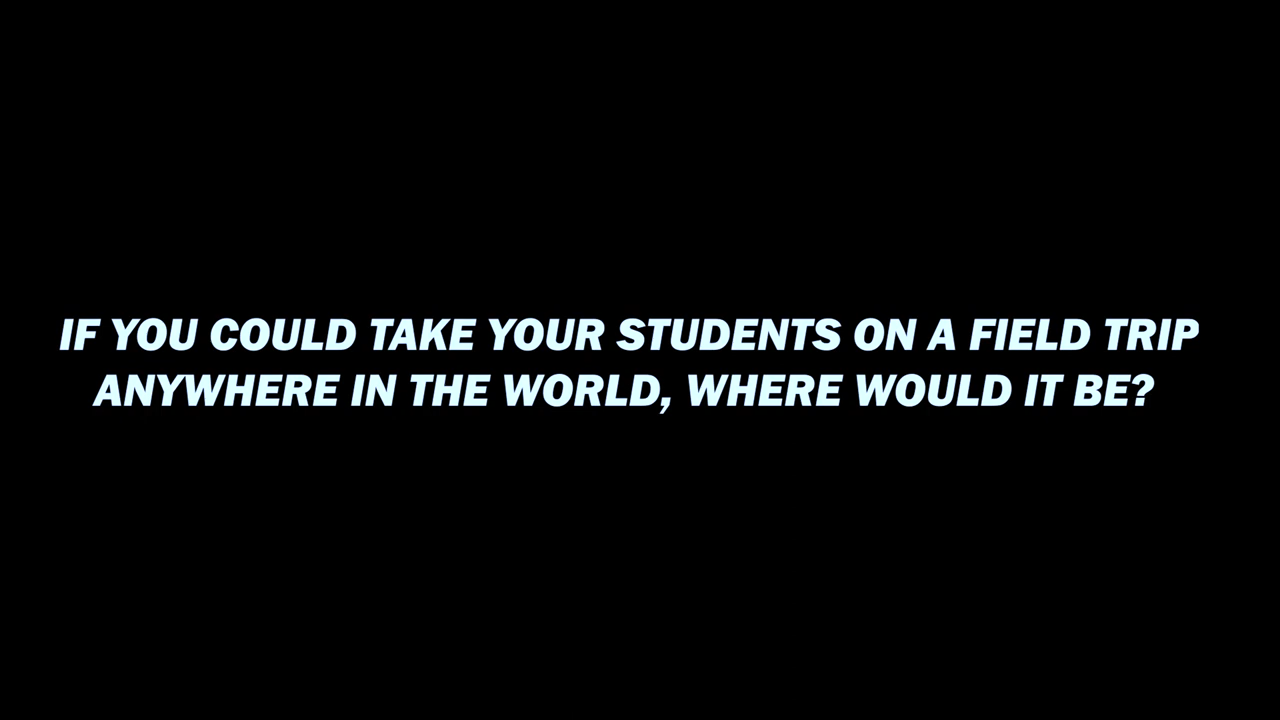 IF YOU COULD TAKE YOUR STUDENTS ON A FIELD TRIP
ANYWHERE IN THE WORLD, WHERE WOULD IT BE?